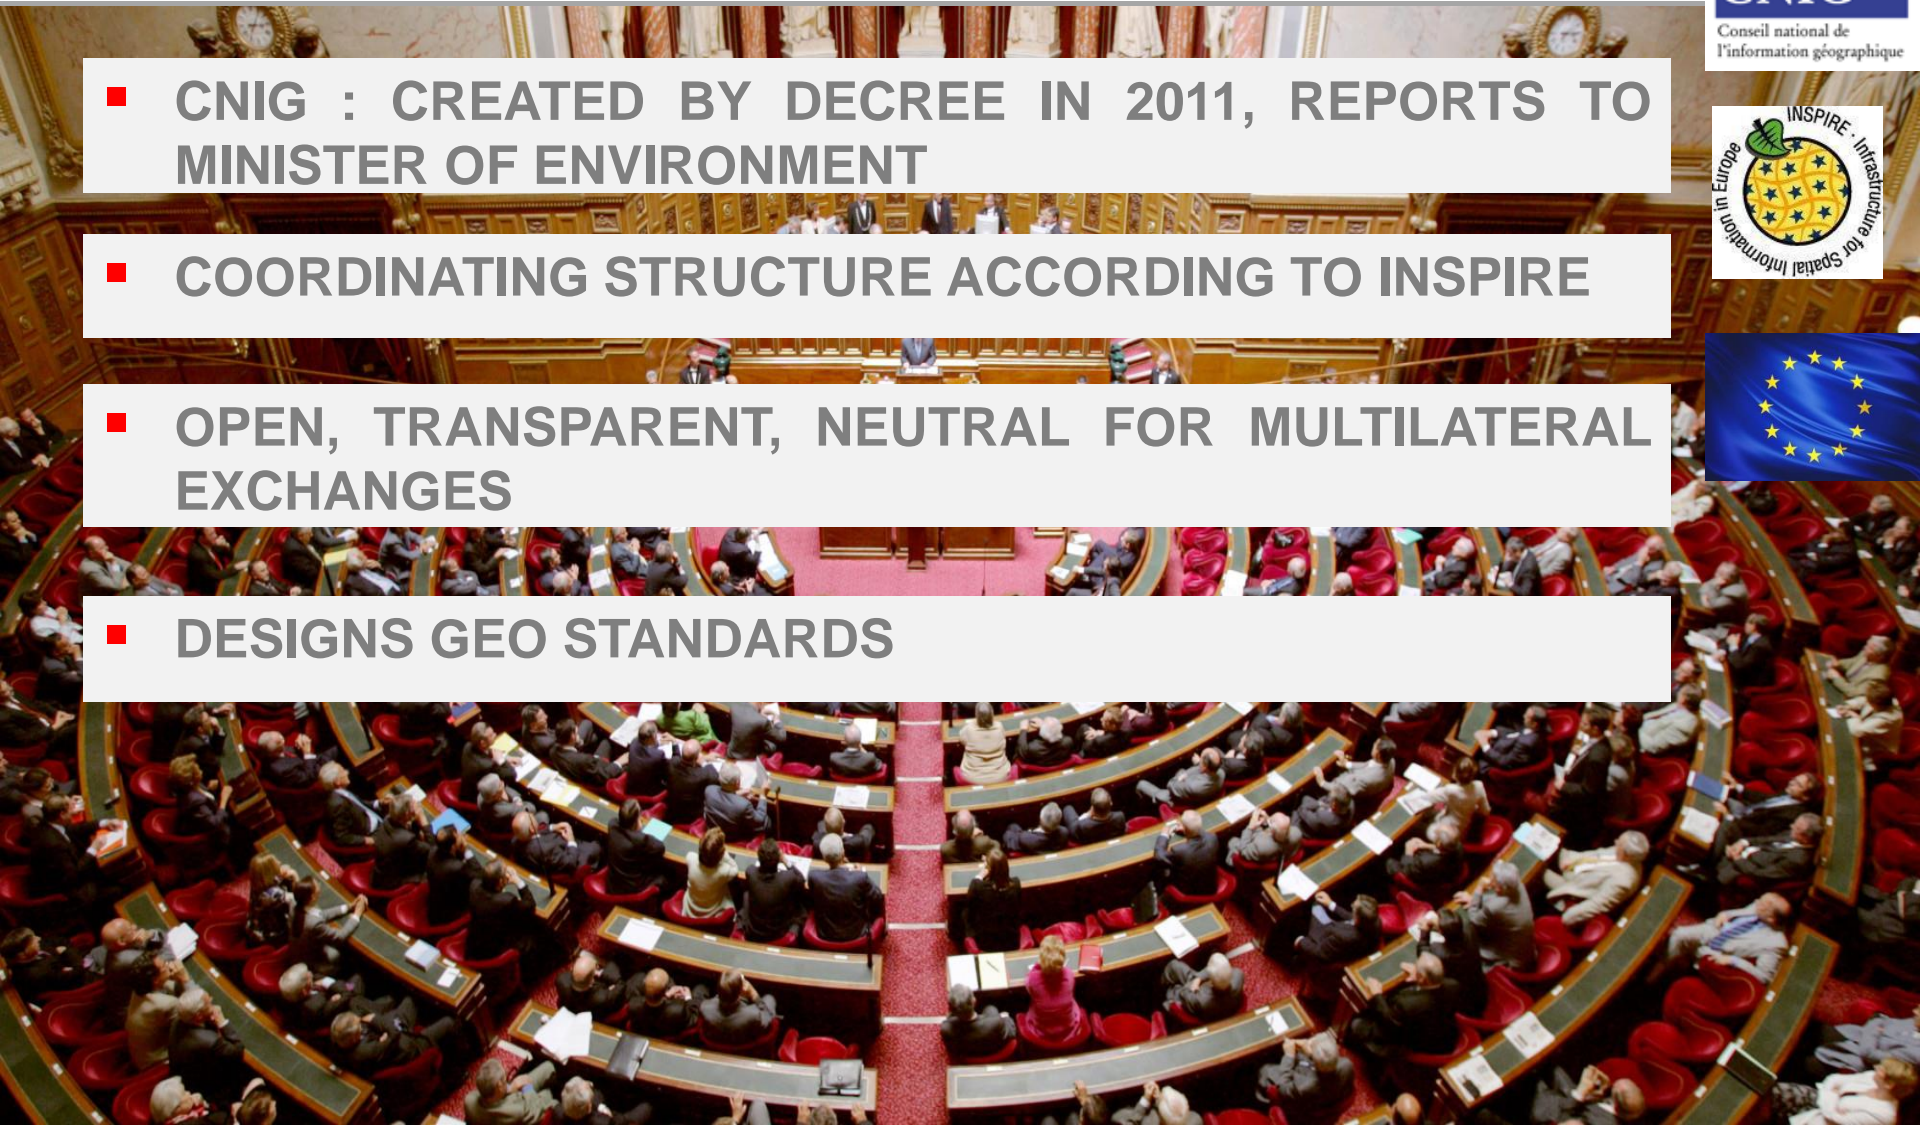 CNIG
Conseil national de
l'information géographique
CNIG : CREATED BY DECREE IN 2011, REPORTS TO
MINISTER OF ENVIRONMENT
COORDINATING STRUCTURE ACCORDING TO INSPIRE
OPEN, TRANSPARENT, NEUTRAL FOR MULTILATERAL
EXCHANGES
DESIGNS GEO STANDARDS
INSPIRE · Infrastructure for Spatial Information in Europe